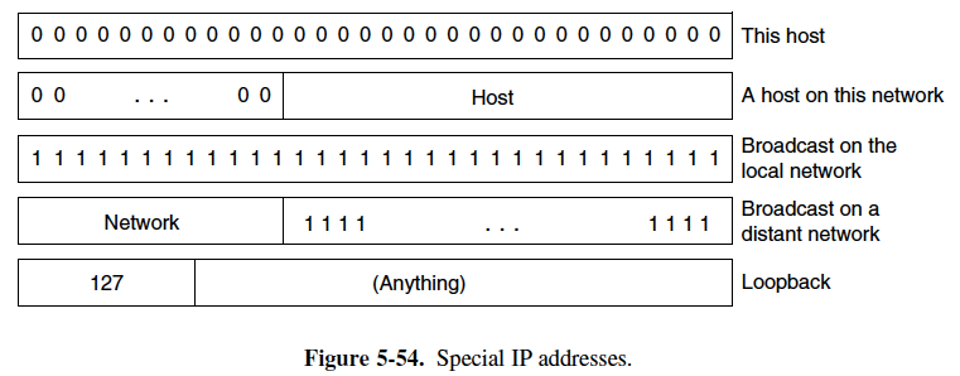 0 0 0 0 0 0 0 0 0 0 0 0 0 0 0 0 0 0 0 0 0 0 0 0 0 0 0 0 0 0 0 0 This host
0 0 ... 0 0 Host A host on this network
1 1 1 1 1 1 1 1 1 1 1 1 1 1 1 1 1 1 1 1 1 1 1 1 1 1 1 1 1 1 1 1 Broadcast on the
local network
Network 1 1 1 1 ... 1 1 1 1 Broadcast on a
distant network
127 (Anything) Loopback
Figure 5-54. Special IP addresses.